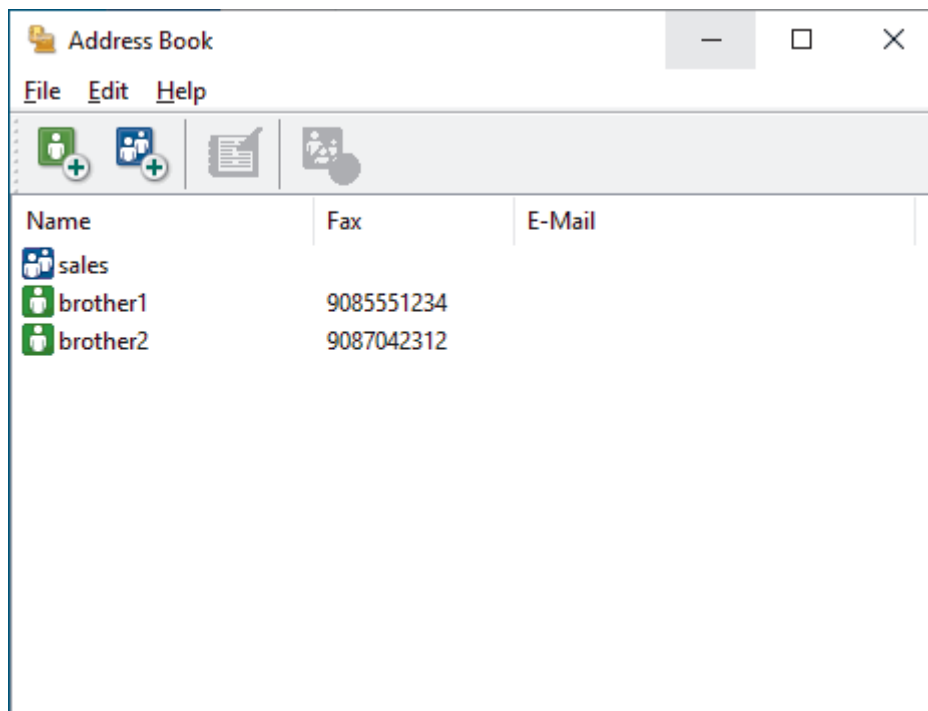 Address Book
File Edit Help
Name Fax E-Mail
sales
brother1 9085551234
brother2 9087042312